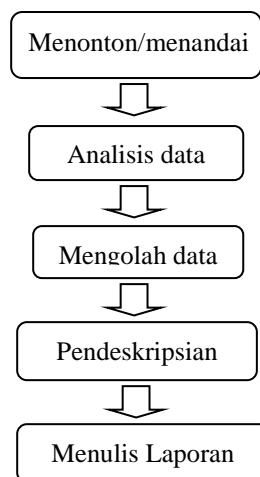 Menonton/menandai
Analisis data
Mengolah data
Pendeskripsian
Menulis Laporan